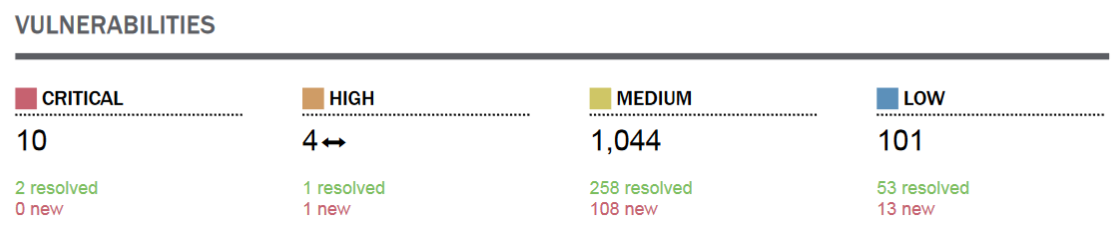 VULNERABILITIES
CRITICAL
10
2 resolved
0 new
HIGH
4↔
1 resolved
1 new
MEDIUM
1,044
258 resolved
108 new
LOW
101
53 resolved
13 new